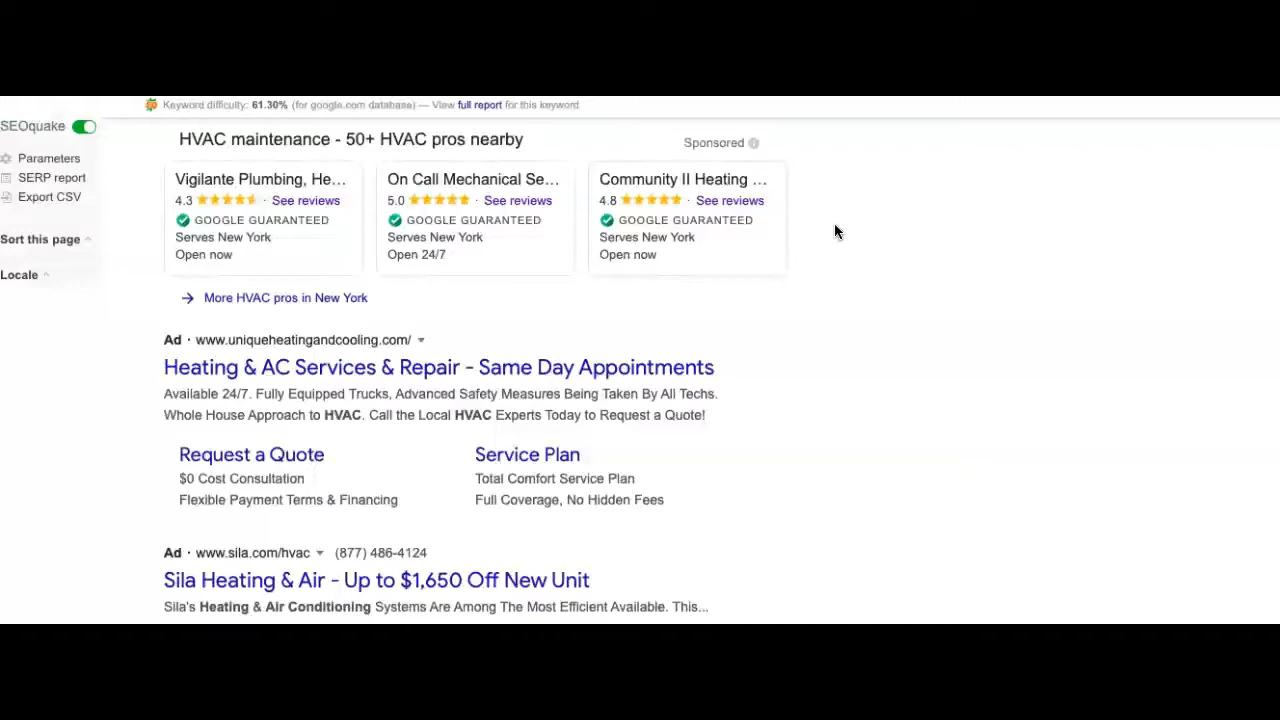 Keyword difficulty: 61.30% (for google.com database) — View full report for this keyword
SEOquake
Parameters
SERP report
Export CSV
Sort this page
Locale
HVAC maintenance - 50+ HVAC pros nearby
Sponsored
Vigilante Plumbing, He...
4.3 · See reviews
GOOGLE GUARANTEED
Serves New York
Open now
On Call Mechanical Se...
5.0 · See reviews
GOOGLE GUARANTEED
Serves New York
Open 24/7
Community II Heating ...
4.8 · See reviews
GOOGLE GUARANTEED
Serves New York
Open now
→ More HVAC pros in New York
Ad · www.uniqueheatingandcooling.com/
Heating & AC Services & Repair - Same Day Appointments
Available 24/7. Fully Equipped Trucks, Advanced Safety Measures Being Taken By All Techs.
Whole House Approach to HVAC. Call the Local HVAC Experts Today to Request a Quote!
Request a Quote
$0 Cost Consultation
Flexible Payment Terms & Financing
Service Plan
Total Comfort Service Plan
Full Coverage, No Hidden Fees
Ad · www.sila.com/hvac (877) 486-4124
Sila Heating & Air - Up to $1,650 Off New Unit
Sila's Heating & Air Conditioning Systems Are Among The Most Efficient Available. This...